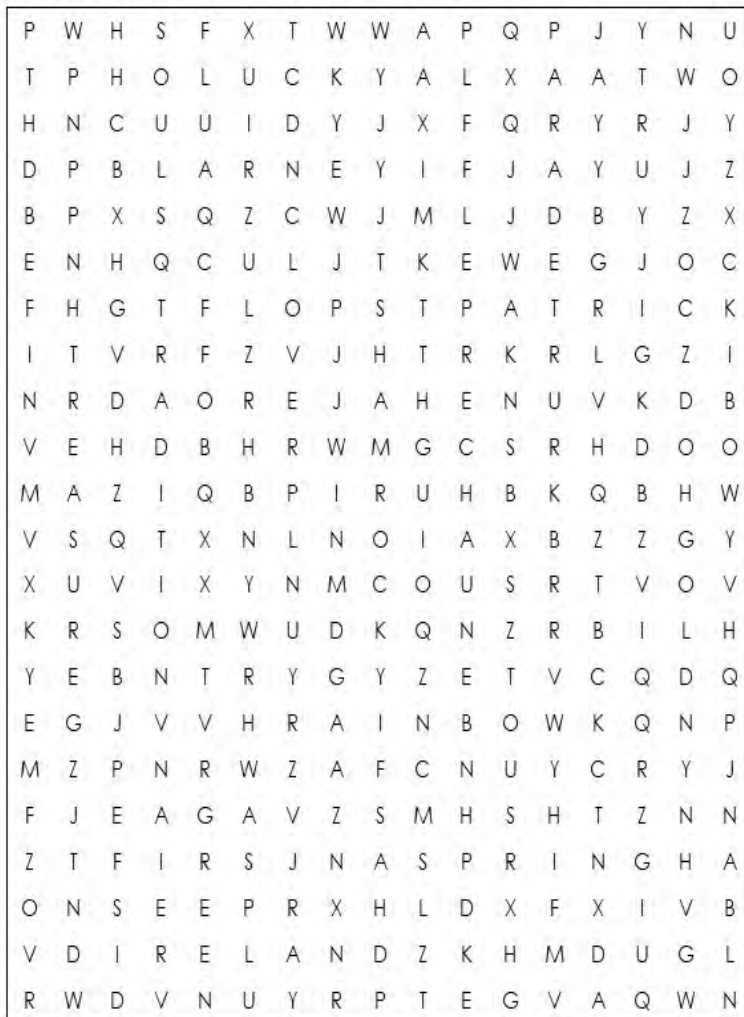 P W H S F X T W W A P Q P J Y N U
T P H O L U C K Y A L X A A T W O
H N C U U I D Y J X F Q R Y R J Y
D P B L A R N E Y I F J A Y U J Z
B P X S Q Z C W J M L J D B Y Z X
E N H Q C U L J T K E W E G J O C
F H G T F L O P S T P A T R I C K
I T V R F Z V J H T R K R L G Z I
N R D A O R E J A H E N U V K D B
V E H D B H R W M G C S R H D O O
M A Z I Q B P I R U H B K Q B H W
V S Q T X N L N O I A X B Z Z G Y
X U V I X Y N M C O U S R T V O V
K R S O M W U D K Q N Z R B I L H
Y E B N T R Y G Y Z E T V C Q D Q
E G J V V H R A I N B O W K Q N P
M Z P N R W Z A F C N U Y C R Y J
F J E A G A V Z S M H S H T Z N N
Z T F I R S J N A S P R I N G H A
O N S E E P R X H L D X F X I V B
V D I R E L A N D Z K H M D U G L
R W D V N U Y R P T E G V A Q W N